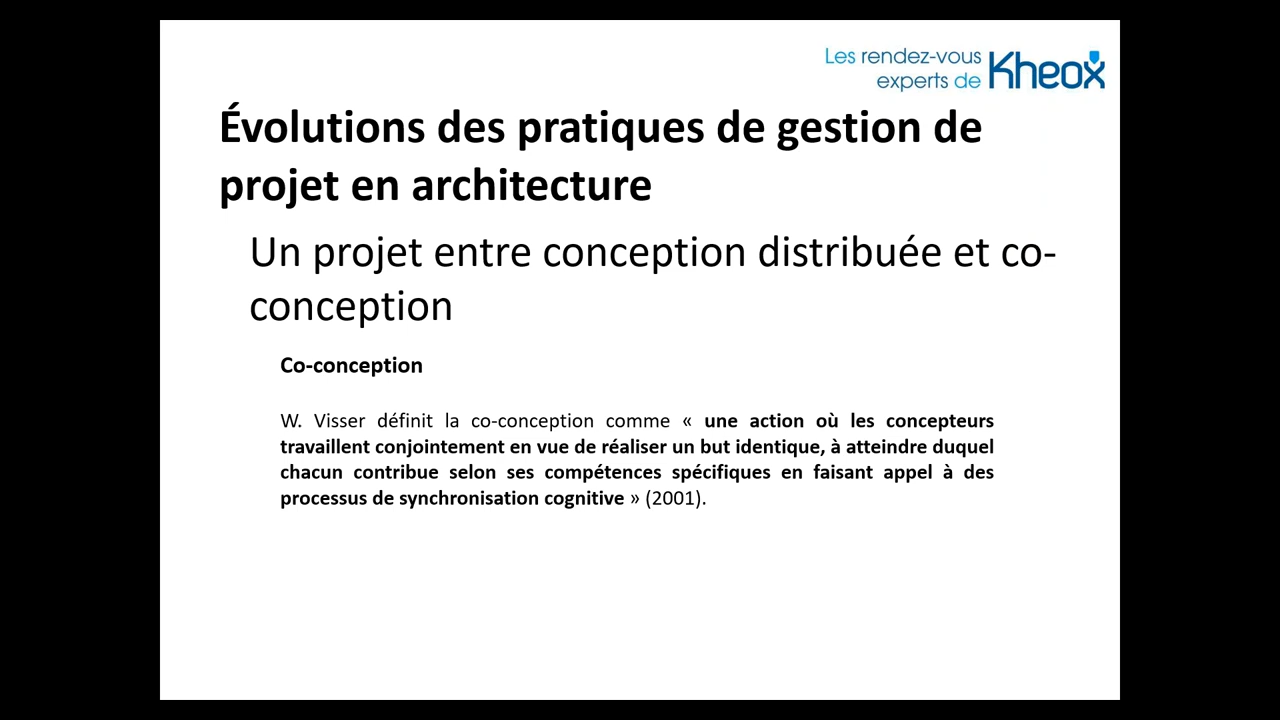 Les rendez-vous
experts de Kheox
Évolutions des pratiques de gestion de
projet en architecture
Un projet entre conception distribuée et co-
conception
Co-conception
W. Visser définit la co-conception comme « une action où les concepteurs
travaillent conjointement en vue de réaliser un but identique, à atteindre duquel
chacun contribue selon ses compétences spécifiques en faisant appel à des
processus de synchronisation cognitive » (2001).